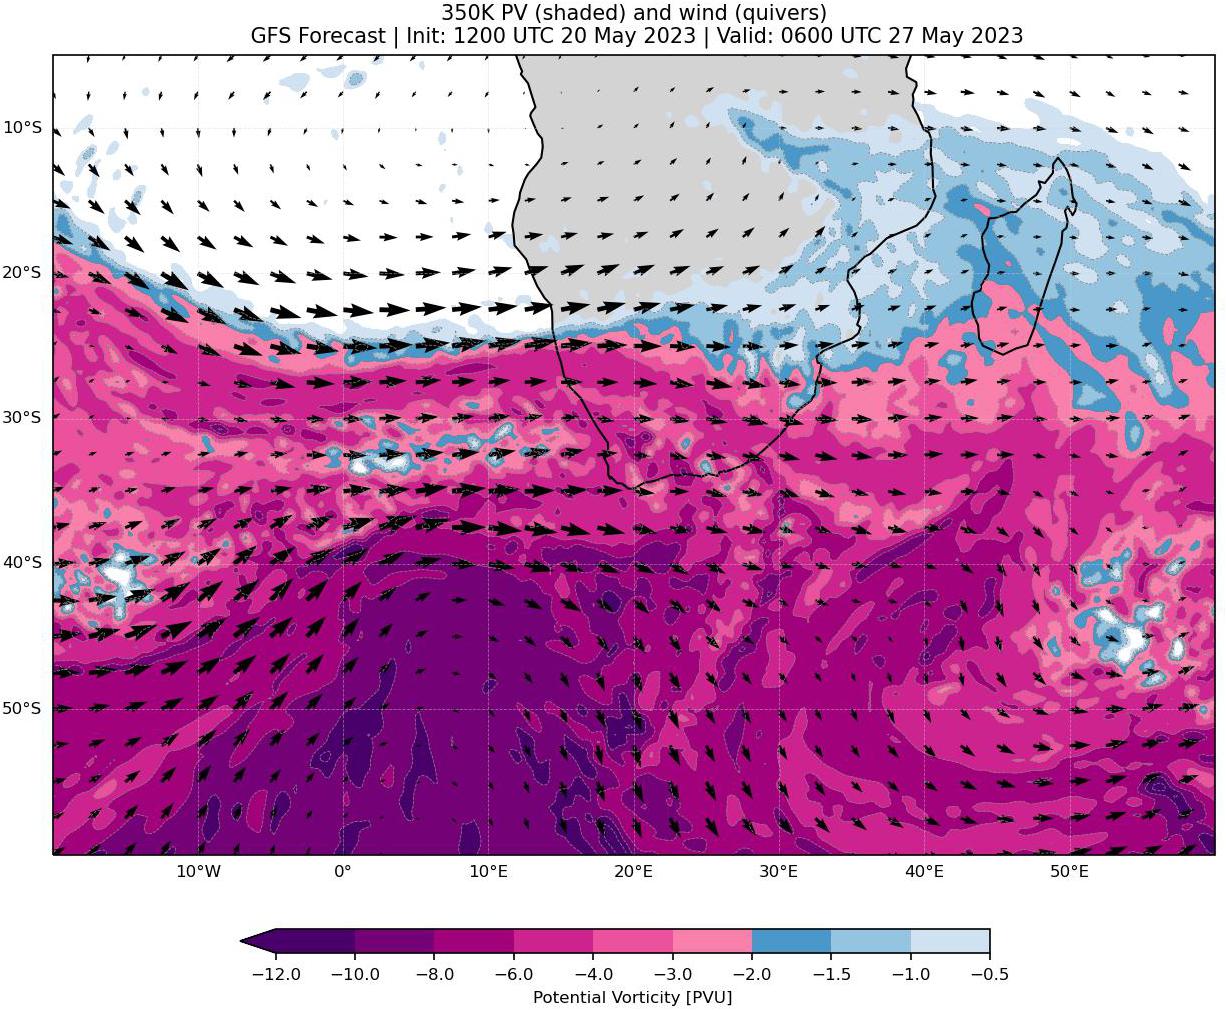 350K PV (shaded) and wind (quivers)
GFS Forecast | Init: 1200 UTC 20 May 2023 | Valid: 0600 UTC 27 May 2023
10°S
20°S
30°S
40°S
50°S
10°W 0° 10°E 20°E 30°E 40°E 50°E
−12.0 −10.0 −8.0 −6.0 −4.0 −3.0 −2.0 −1.5 −1.0 −0.5
Potential Vorticity [PVU]